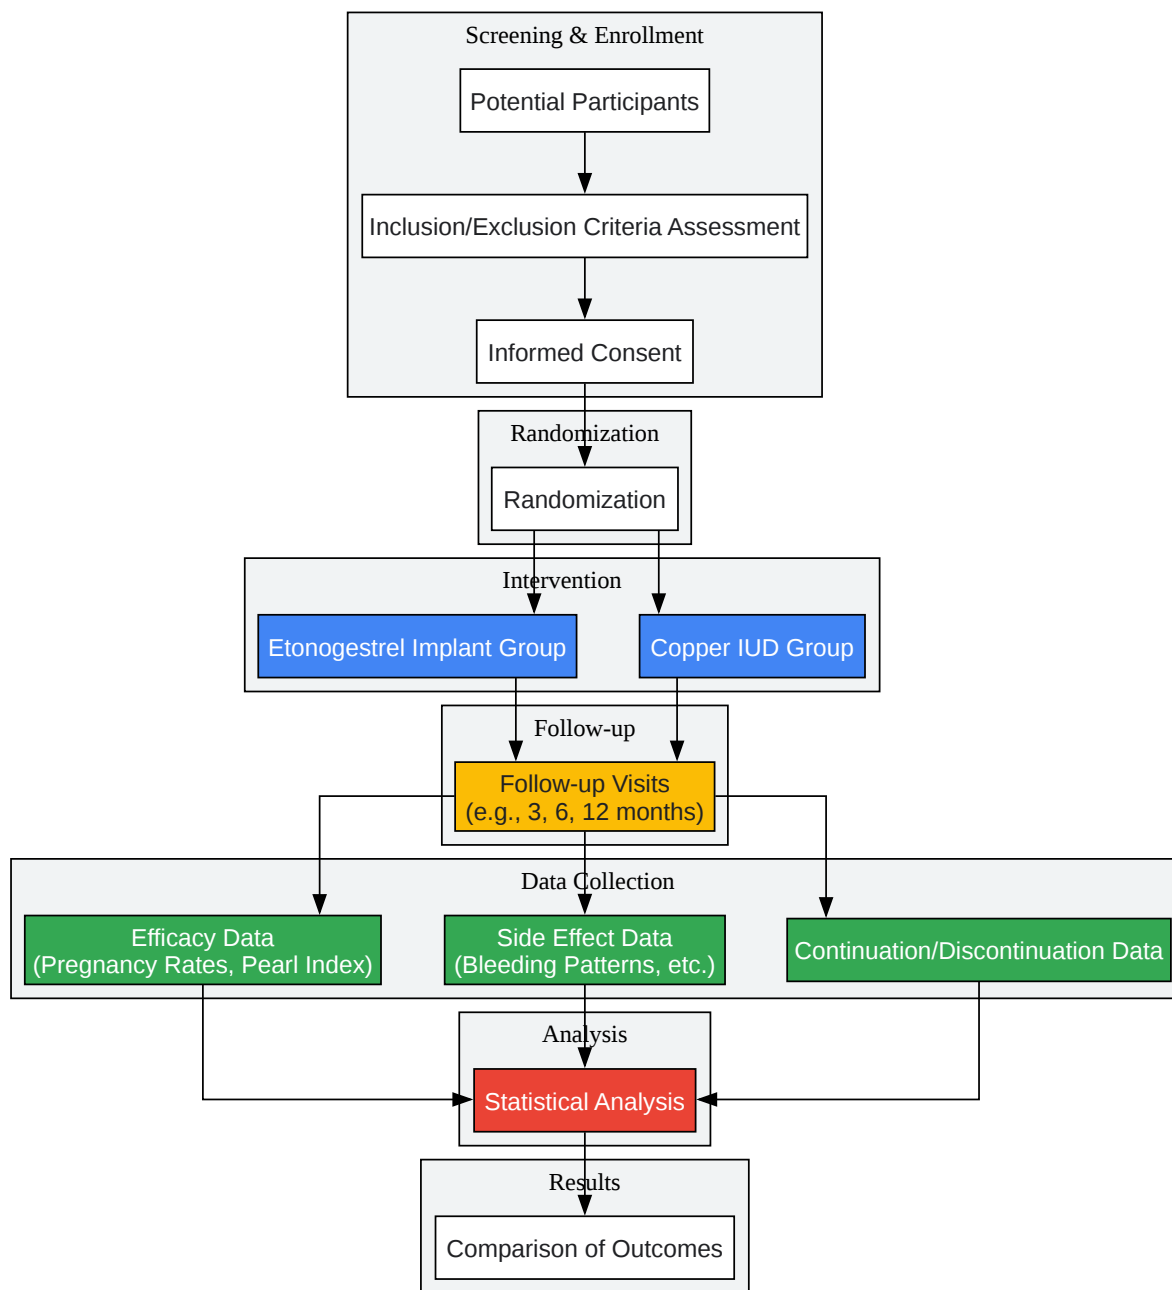 Screening & Enrollment
Potential Participants
Inclusion/Exclusion Criteria Assessment
Informed Consent
Randomization
Randomization
Intervention
Etonogestrel Implant Group
Copper IUD Group
Follow-up
Follow-up Visits
(e.g., 3, 6, 12 months)
Data Collection
Efficacy Data
(Pregnancy Rates, Pearl Index)
Side Effect Data
(Bleeding Patterns, etc.)
Continuation/Discontinuation Data
Analysis
Statistical Analysis
Results
Comparison of Outcomes